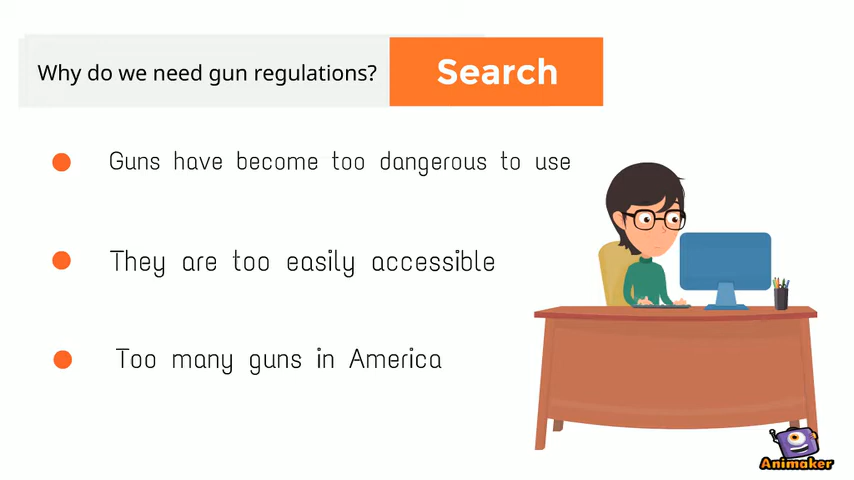 Why do we need gun regulations?
Search
Guns have become too dangerous to use
They are too easily accessible
Too many guns in America
Animaker